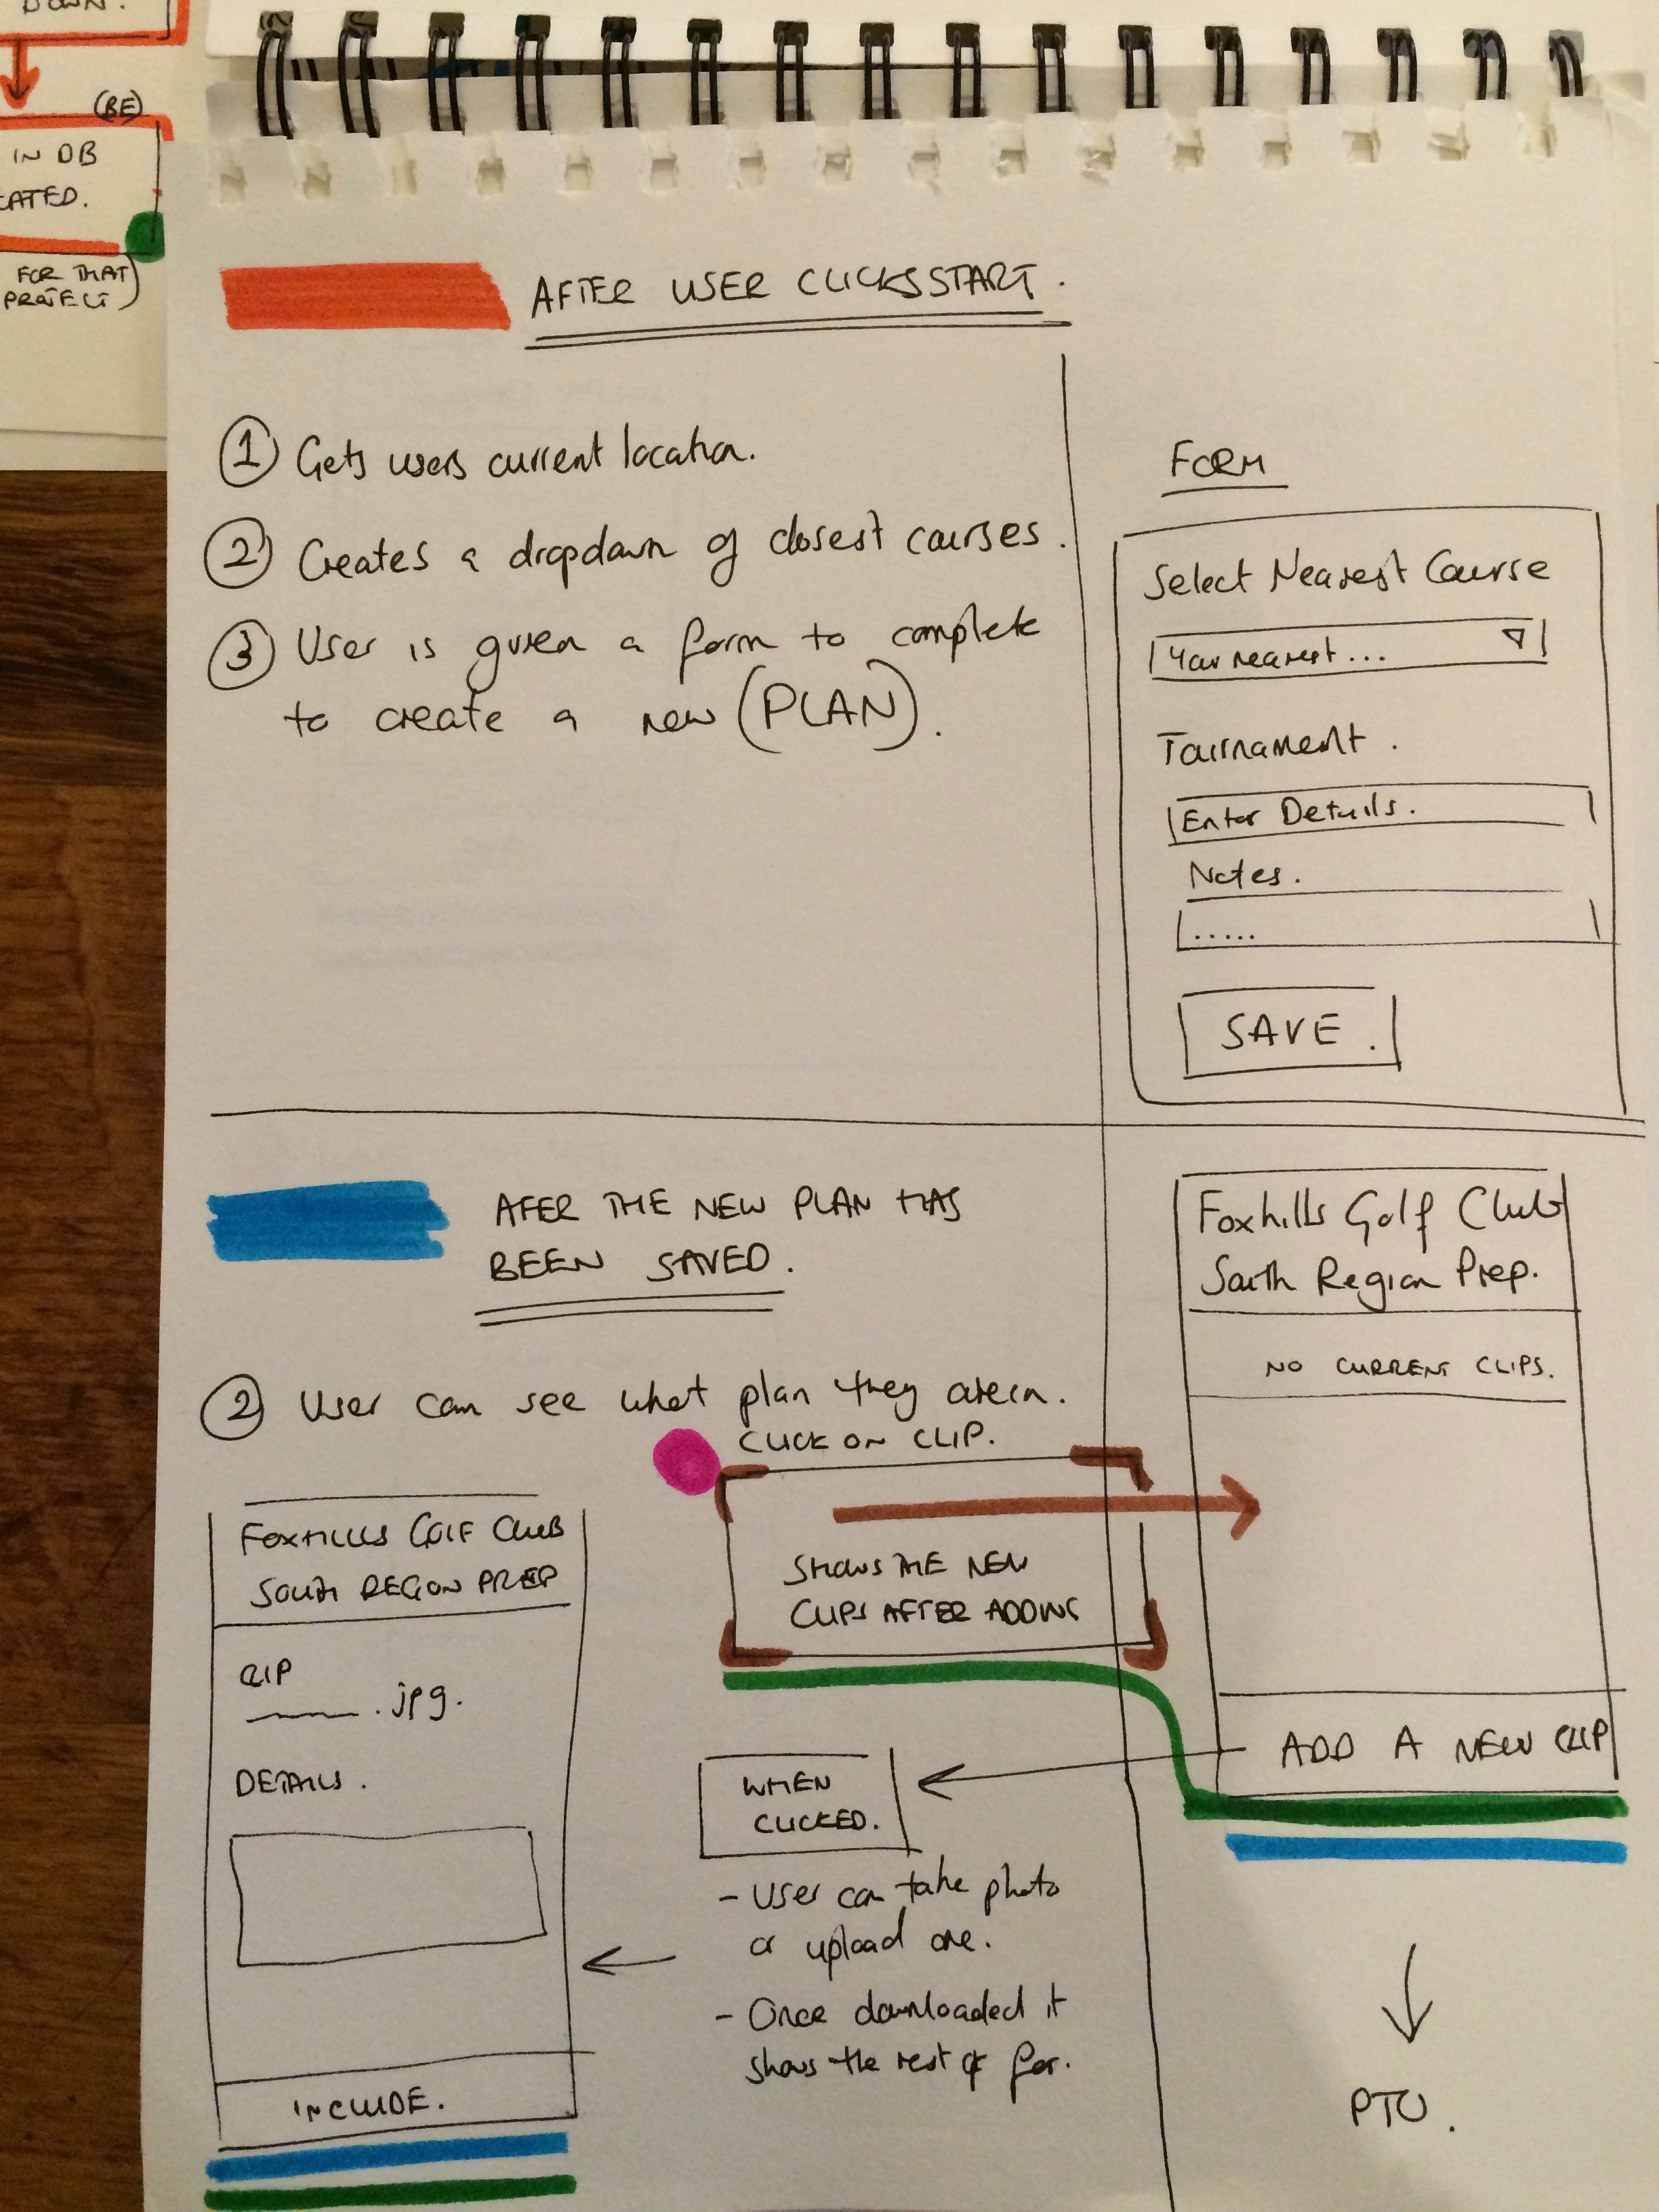 DOWN.
(BE)
IN DB
CATED.
FOR THAT
PROJECT)
AFTER USER CLICKS START.
1 Gets users current location.
2 Creates a dropdown of closest courses.
3 User is given a form to complete
to create a new (PLAN).
FORM
Select Nearest Course
Your nearest...
Tournament.
Enter Details.
Notes.
.....
SAVE.
AFER THE NEW PLAN HAS
BEEN SAVED.
2 User can see what plan they are in.
Foxhills Golf Club
South Region Prep.
NO CURRENT CLIPS.
ADD A NEW CLIP
CLICK ON CLIP.
SHOWS THE NEW
CLIPS AFTER ADDING
WHEN
CLICKED.
- User can take photo
or upload one.
- Once downloaded it
shows the rest of for.
FOXHILLS GOLF CLUB
SOUTH REGION PREP
CLIP
.jpg.
DETAILS.
INCLUDE.
PTO.